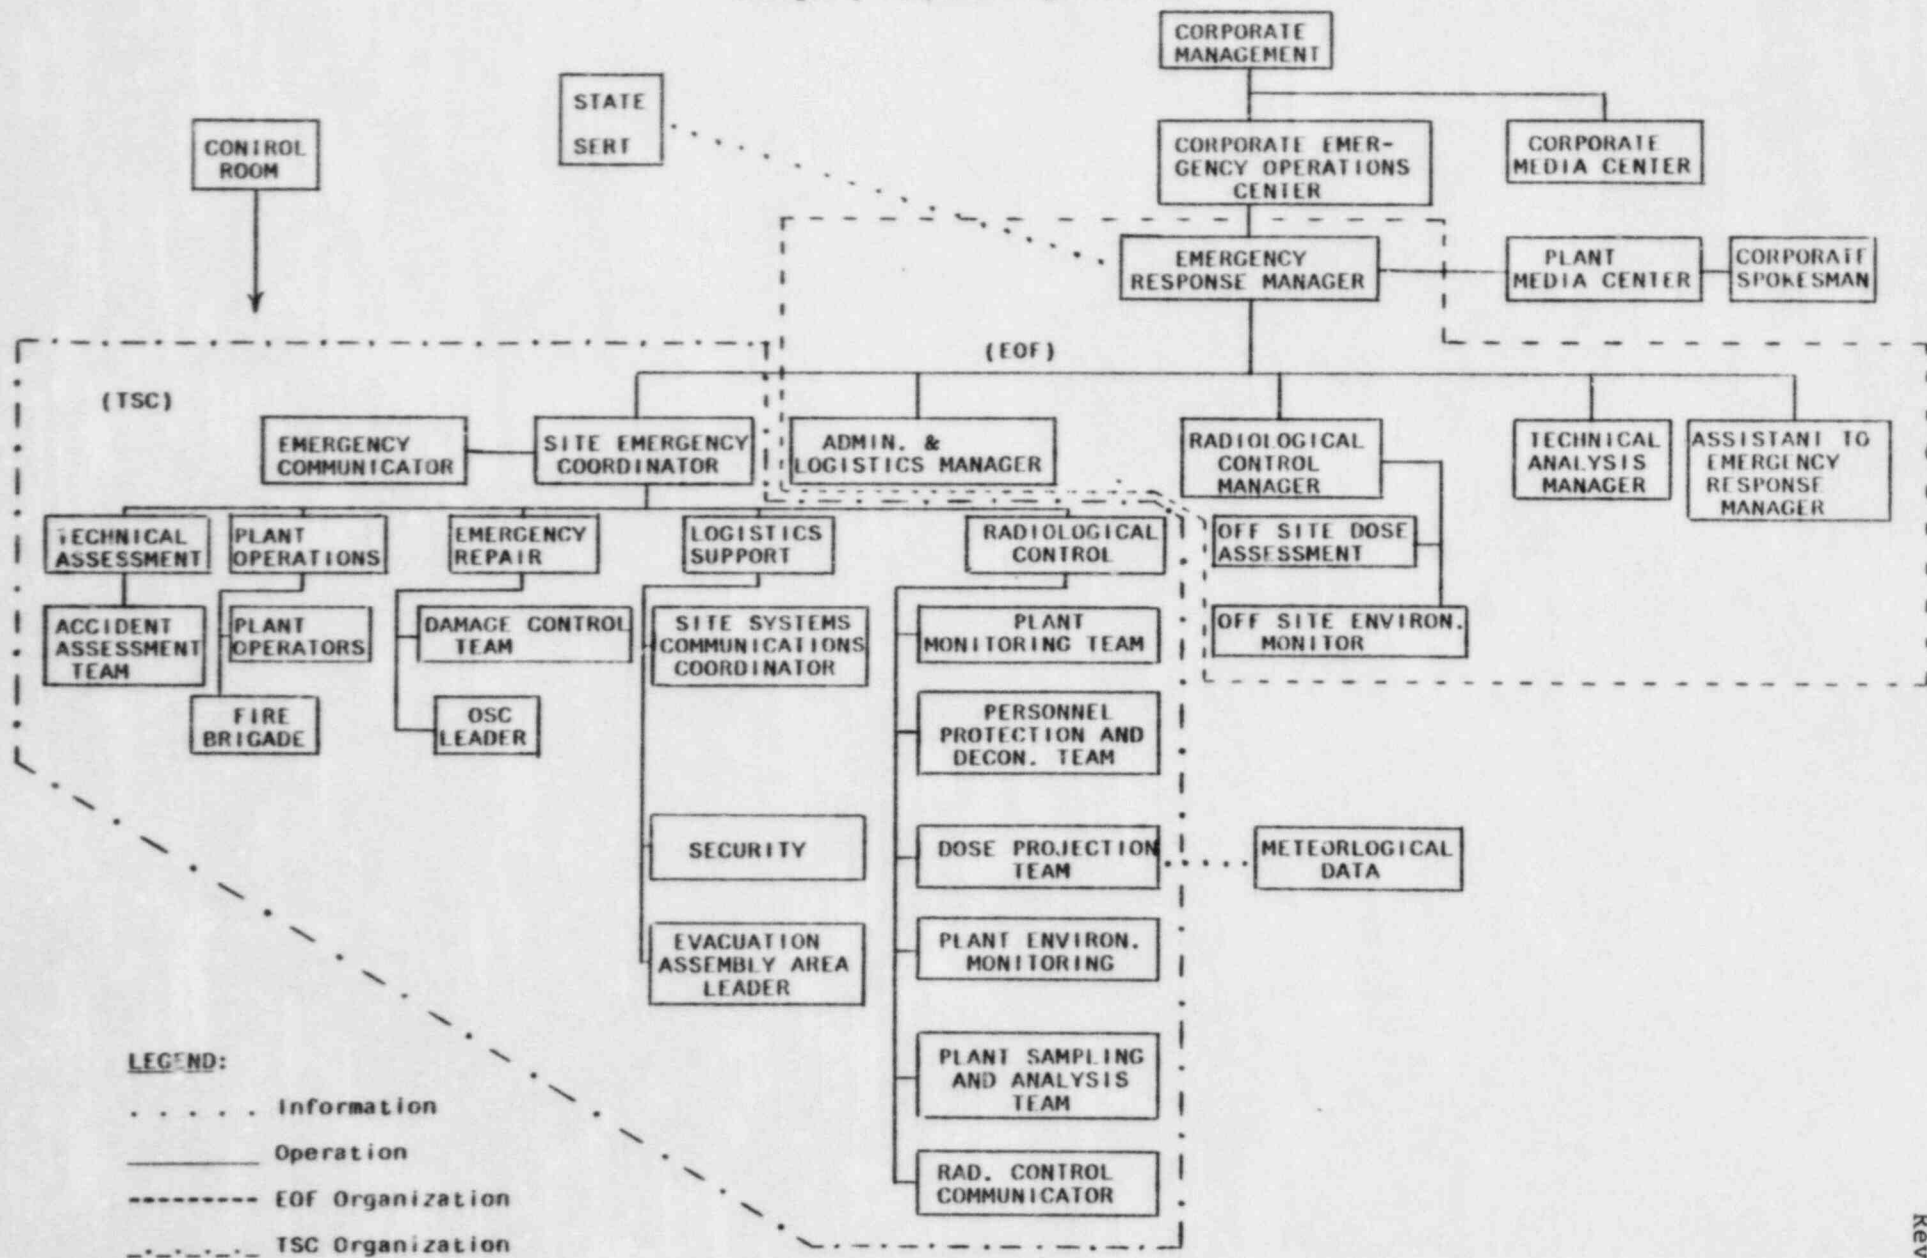 CORPORATE
MANAGEMENT
STATE
SERT
CONTROL
ROOM
CORPORATE EMER-
GENCY OPERATIONS
CENTER
CORPORATE
MEDIA CENTER
EMERGENCY
RESPONSE MANAGER
PLANT
MEDIA CENTER
CORPORATE
SPOKESMAN
(EOF)
(TSC)
EMERGENCY
COMMUNICATOR
SITE EMERGENCY
COORDINATOR
ADMIN. &
LOGISTICS MANAGER
RADIOLOGICAL
CONTROL
MANAGER
TECHNICAL
ANALYSIS
MANAGER
ASSISTANT TO
EMERGENCY
RESPONSE
MANAGER
TECHNICAL
ASSESSMENT
PLANT
OPERATIONS
EMERGENCY
REPAIR
LOGISTICS
SUPPORT
RADIOLOGICAL
CONTROL
OFF SITE DOSE
ASSESSMENT
ACCIDENT
ASSESSMENT
TEAM
PLANT
OPERATORS
DAMAGE CONTROL
TEAM
SITE SYSTEMS
COMMUNICATIONS
COORDINATOR
PLANT
MONITORING TEAM
OFF SITE ENVIRON.
MONITOR
FIRE
BRIGADE
OSC
LEADER
PERSONNEL
PROTECTION AND
DECON. TEAM
SECURITY
DOSE PROJECTION
TEAM
METEORLOGICAL
DATA
EVACUATION
ASSEMBLY AREA
LEADER
PLANT ENVIRON.
MONITORING
PLANT SAMPLING
AND ANALYSIS
TEAM
RAD. CONTROL
COMMUNICATOR
LEGEND:
Information
Operation
EOF Organization
TSC Organization
Rev